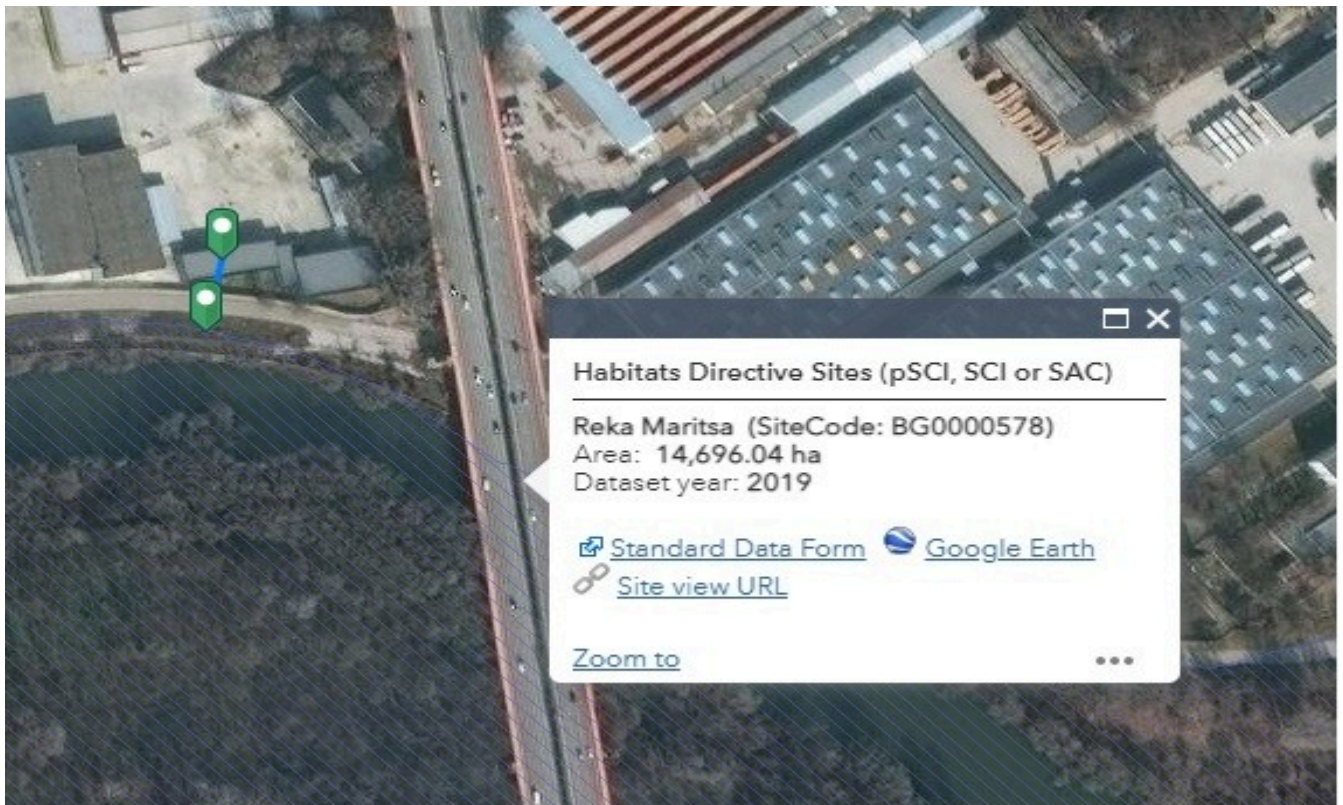 Habitats Directive Sites (pSCI, SCI or SAC)
Reka Maritsa (SiteCode: BG0000578)
Area: 14,696.04 ha
Dataset year: 2019
Standard Data Form Google Earth
Site view URL
Zoom to